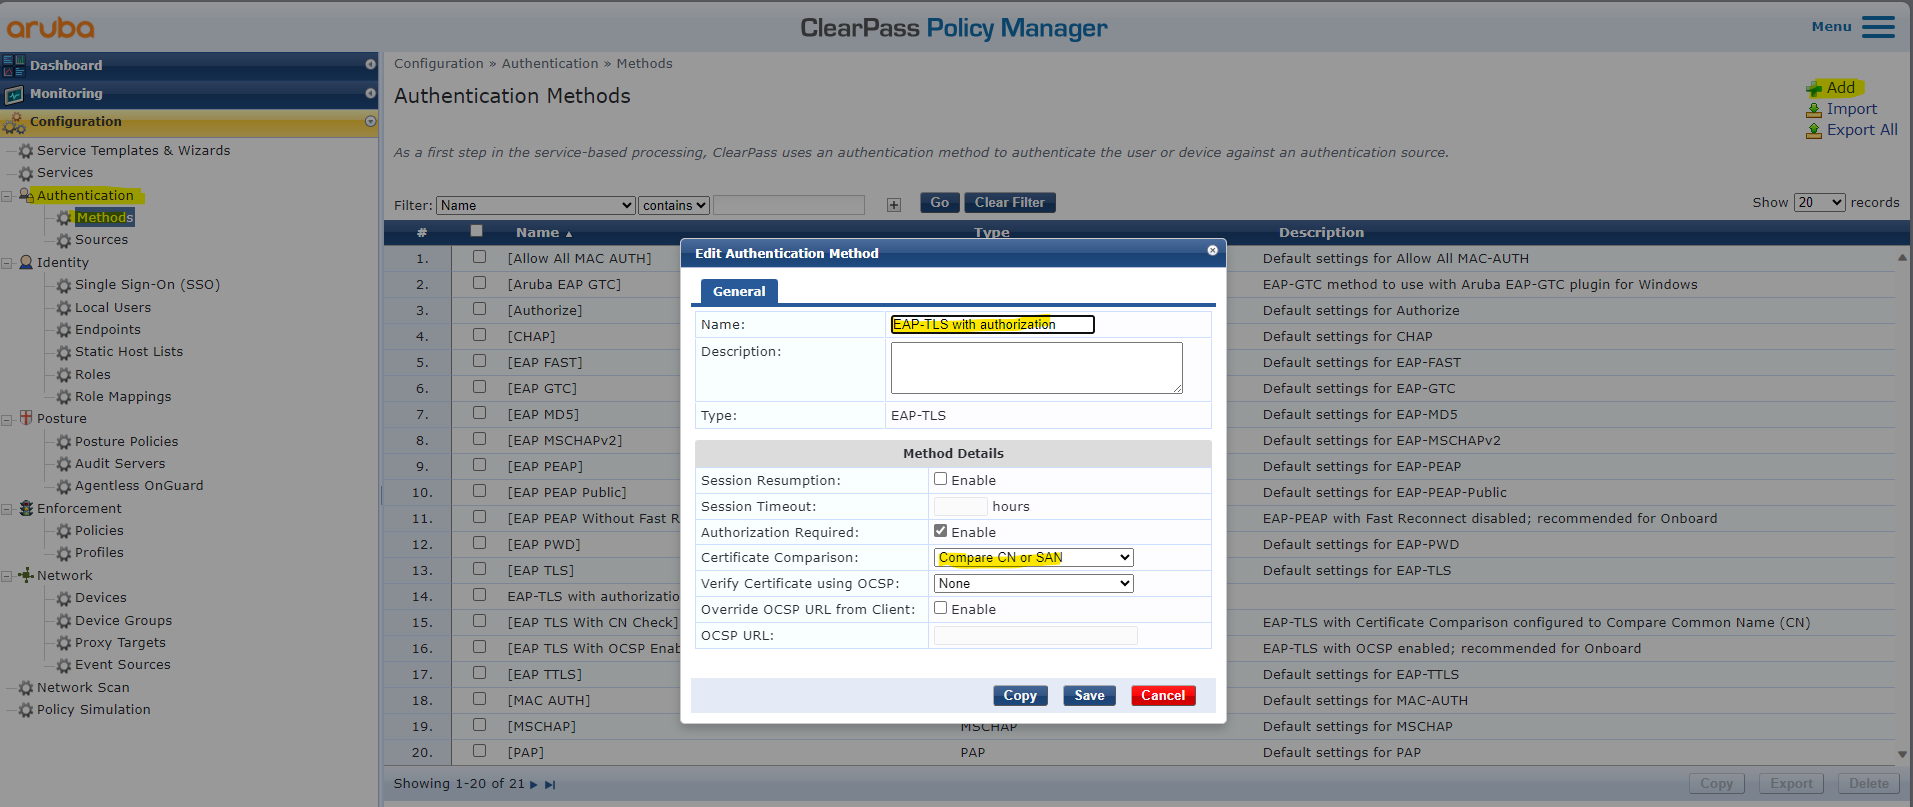 aruba
ClearPass Policy Manager
Menu
Dashboard
Monitoring
Configuration
Service Templates & Wizards
Services
Authentication
Methods
Sources
Identity
Single Sign-On (SSO)
Local Users
Endpoints
Static Host Lists
Roles
Role Mappings
Posture
Posture Policies
Audit Servers
Agentless OnGuard
Enforcement
Policies
Profiles
Network
Devices
Device Groups
Proxy Targets
Event Sources
Network Scan
Policy Simulation
Configuration » Authentication » Methods
Authentication Methods
Add
Import
Export All
As a first step in the service-based processing, ClearPass uses an authentication method to authenticate the user or device against an authentication source.
Filter: Name contains Go Clear Filter Show 20 records
# Name ▲ Type Description
1. [Allow All MAC AUTH] Default settings for Allow All MAC-AUTH
2. [Aruba EAP GTC] EAP-GTC method to use with Aruba EAP-GTC plugin for Windows
3. [Authorize] Default settings for Authorize
4. [CHAP] Default settings for CHAP
5. [EAP FAST] Default settings for EAP-FAST
6. [EAP GTC] Default settings for EAP-GTC
7. [EAP MD5] Default settings for EAP-MD5
8. [EAP MSCHAPv2] Default settings for EAP-MSCHAPv2
9. [EAP PEAP] Default settings for EAP-PEAP
10. [EAP PEAP Public] Default settings for EAP-PEAP-Public
11. [EAP PEAP Without Fast R EAP-PEAP with Fast Reconnect disabled; recommended for Onboard
12. [EAP PWD] Default settings for EAP-PWD
13. [EAP TLS] Default settings for EAP-TLS
14. EAP-TLS with authorizatio
15. [EAP TLS With CN Check] EAP-TLS with Certificate Comparison configured to Compare Common Name (CN)
16. [EAP TLS With OCSP Enab EAP-TLS with OCSP enabled; recommended for Onboard
17. [EAP TTLS] Default settings for EAP-TTLS
18. [MAC AUTH] Default settings for MAC-AUTH
19. [MSCHAP] MSCHAP Default settings for MSCHAP
20. [PAP] PAP Default settings for PAP
Showing 1-20 of 21
Copy Export Delete
Edit Authentication Method
General
Name: EAP-TLS with authorization
Description:
Type: EAP-TLS
Method Details
Session Resumption: Enable
Session Timeout: hours
Authorization Required: Enable
Certificate Comparison: Compare CN or SAN
Verify Certificate using OCSP: None
Override OCSP URL from Client: Enable
OCSP URL:
Copy Save Cancel